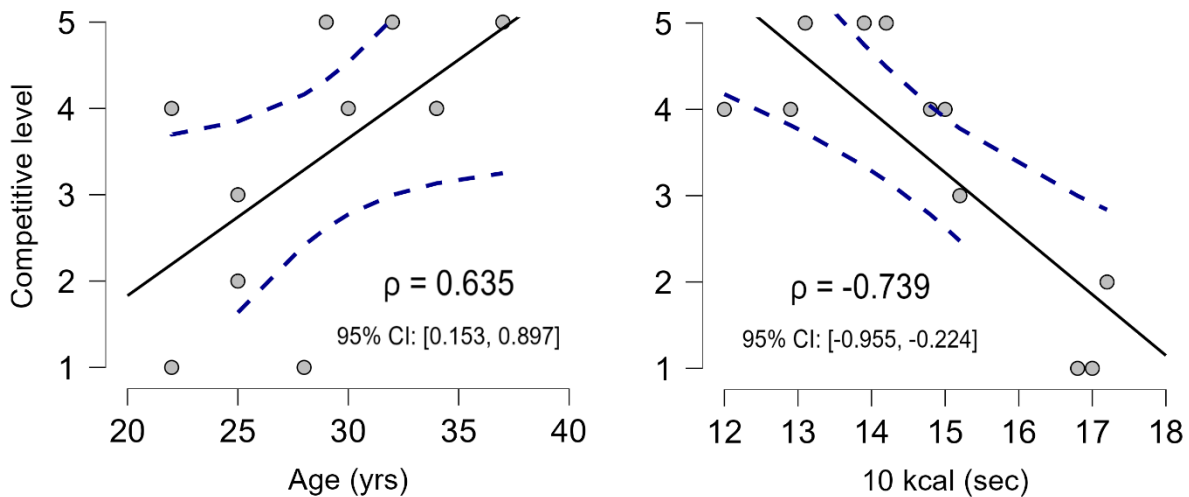 Competitive level
5
4
3
2
1
ρ = 0.635
95% CI: [0.153, 0.897]
20 25 30 35 40
Age (yrs)
5
4
3
2
1
ρ = -0.739
95% CI: [-0.955, -0.224]
12 13 14 15 16 17 18
10 kcal (sec)